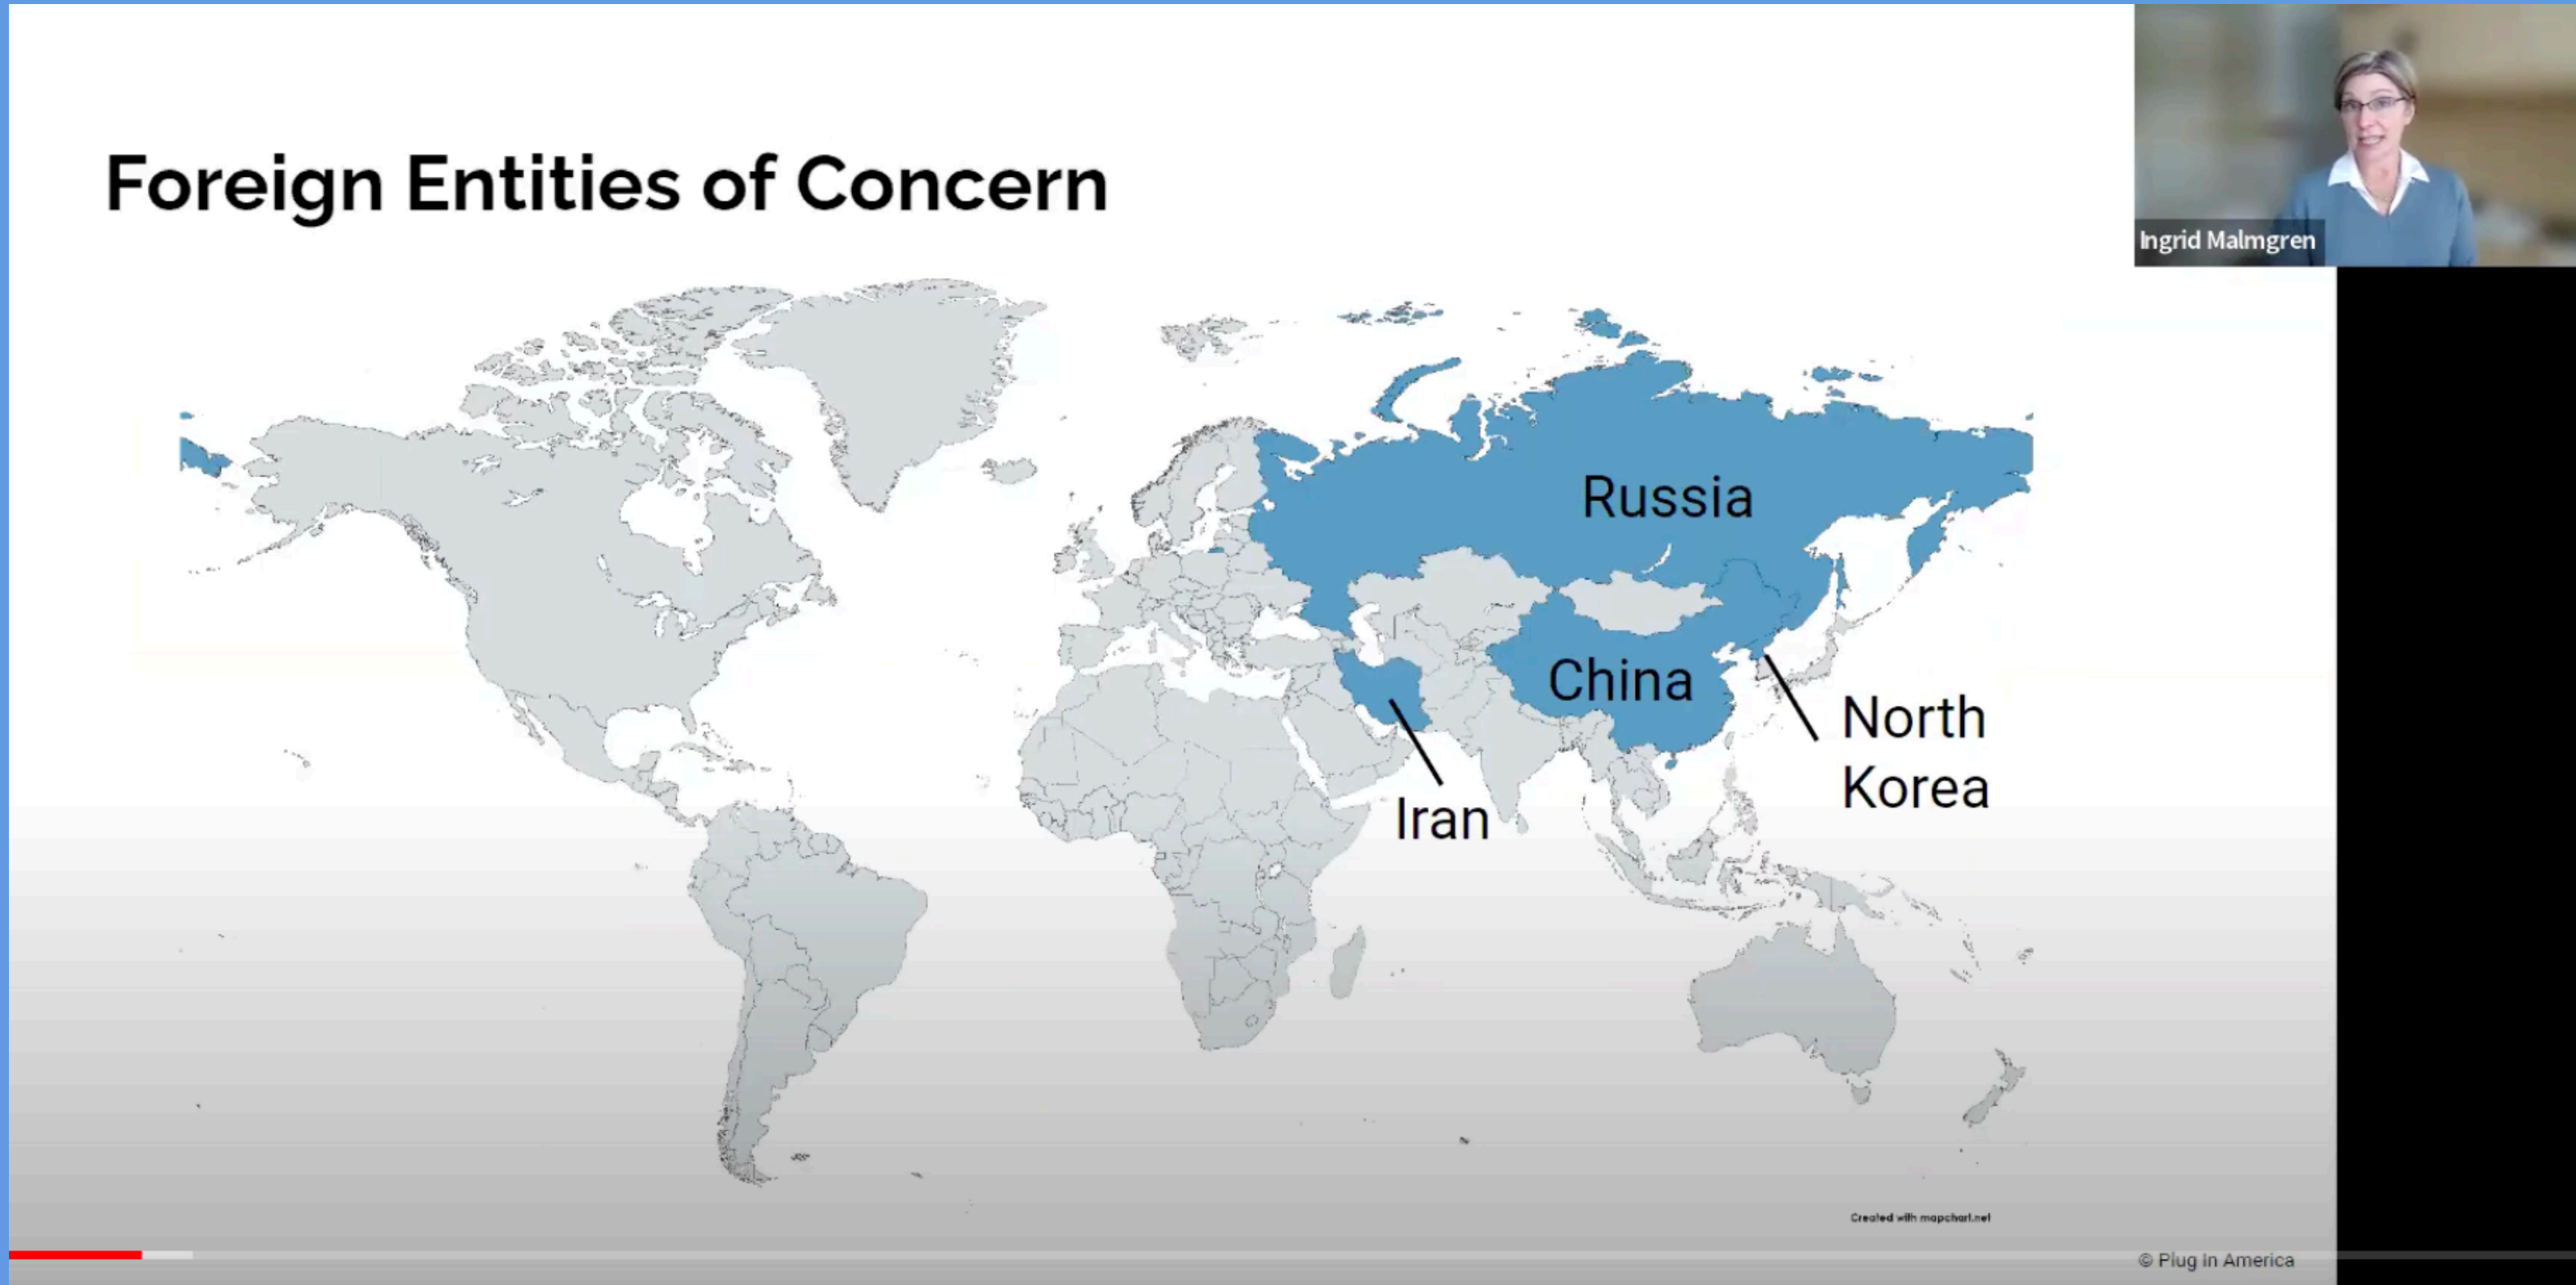 Foreign Entities of Concern
Ingrid Malmgren
Russia
China
North
Korea
Iran
Created with mapchart.net
© Plug In America